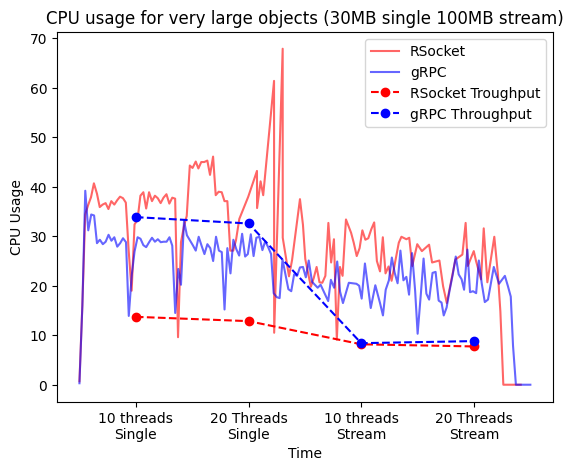 CPU usage for very large objects (30MB single 100MB stream)
70
60
50
40
30
20
10
0
CPU Usage
RSocket
gRPC
RSocket Troughput
gRPC Throughput
10 threads
Single
20 Threads
Single
10 threads
Stream
20 Threads
Stream
Time